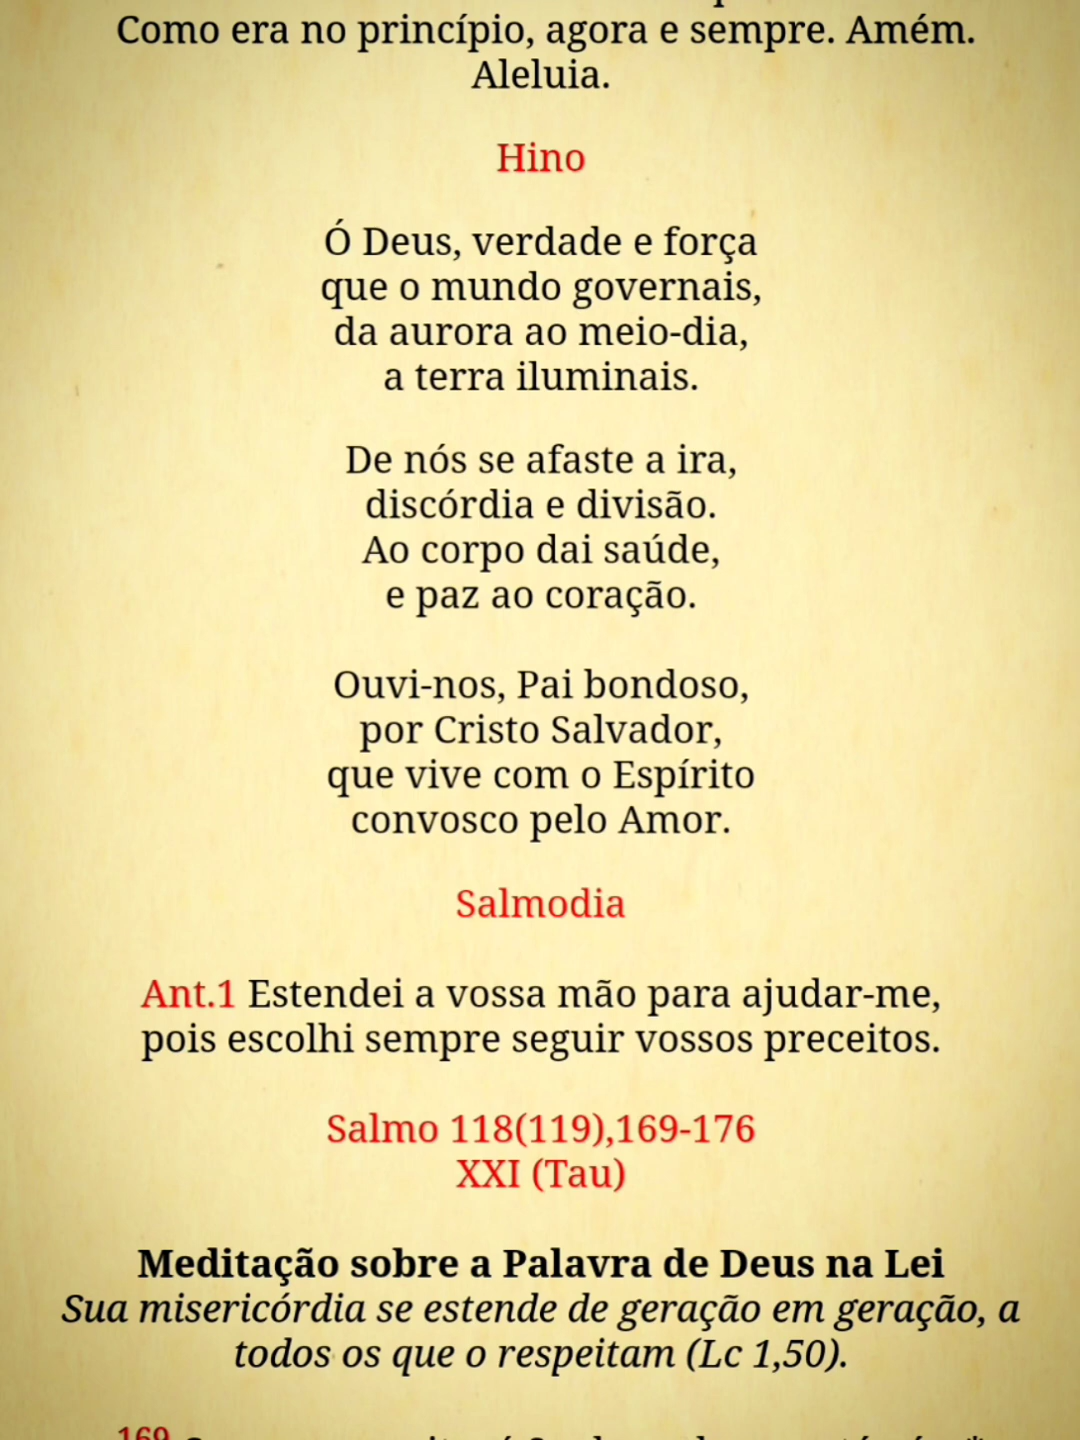 Como era no princípio, agora e sempre. Amém.
Aleluia.
Hino
Ó Deus, verdade e força
que o mundo governais,
da aurora ao meio-dia,
a terra iluminais.
De nós se afaste a ira,
discórdia e divisão.
Ao corpo dai saúde,
e paz ao coração.
Ouvi-nos, Pai bondoso,
por Cristo Salvador,
que vive com o Espírito
convosco pelo Amor.
Salmodia
Ant.1 Estendei a vossa mão para ajudar-me,
pois escolhi sempre seguir vossos preceitos.
Salmo 118(119),169-176
XXI (Tau)
Meditação sobre a Palavra de Deus na Lei
Sua misericórdia se estende de geração em geração, a
todos os que o respeitam (Lc 1,50).
169